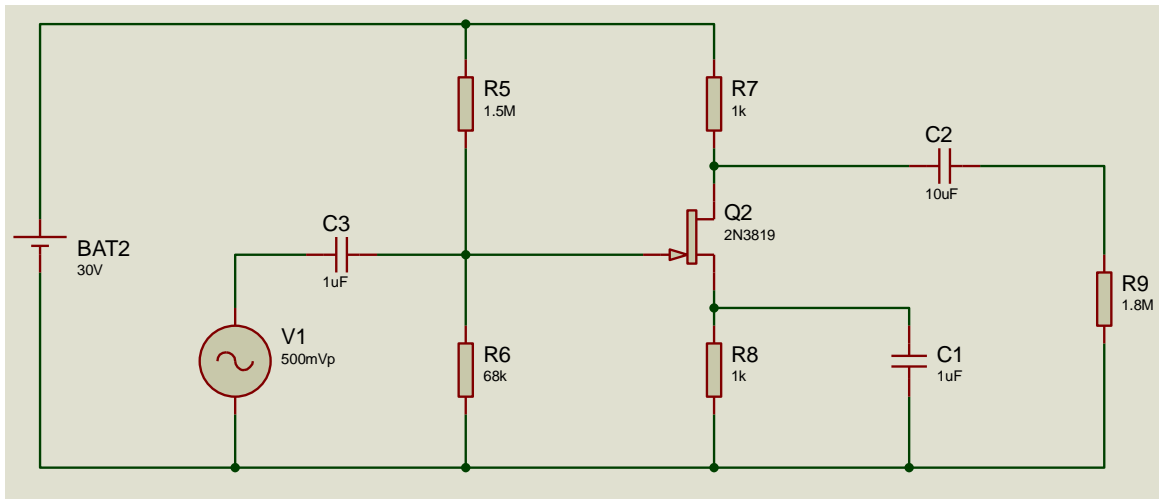 R5
1.5M
R7
1k
C2
10uF
Q2
2N3819
C3
1uF
BAT2
30V
R9
1.8M
V1
500mVp
R6
68k
R8
1k
C1
1uF